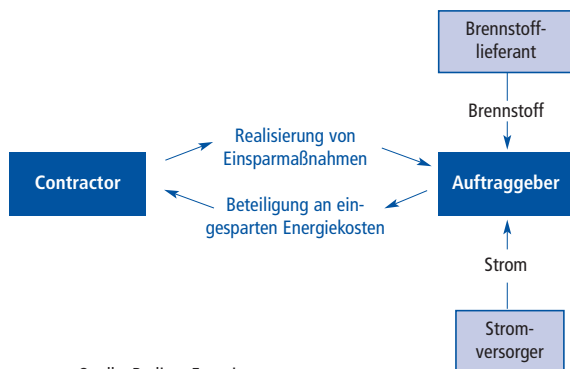 Brennstoff-
lieferant
Brennstoff
Realisierung von
Einsparmaßnahmen
Contractor
Auftraggeber
Beteiligung an ein-
gesparten Energiekosten
Strom
Strom-
versorger